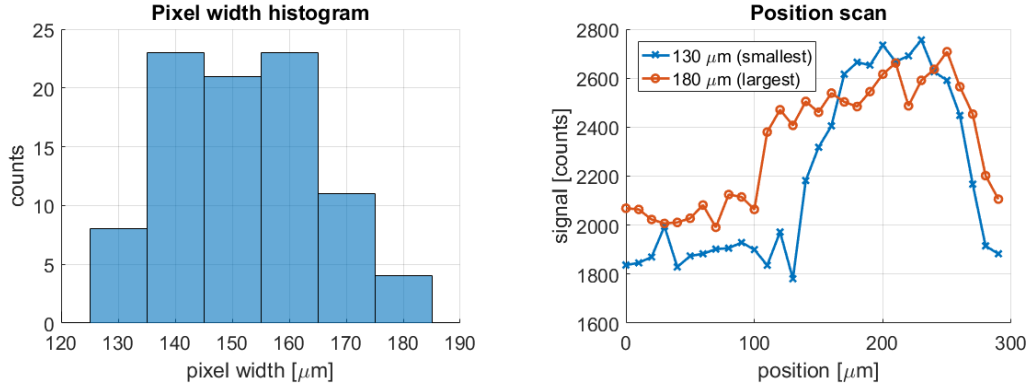 Pixel width histogram
25
20
15
10
5
0
counts
120 130 140 150 160 170 180 190
pixel width [μm]
Position scan
2800
2600
2400
2200
2000
1800
1600
signal [counts]
130 μm (smallest)
180 μm (largest)
0 100 200 300
position [μm]